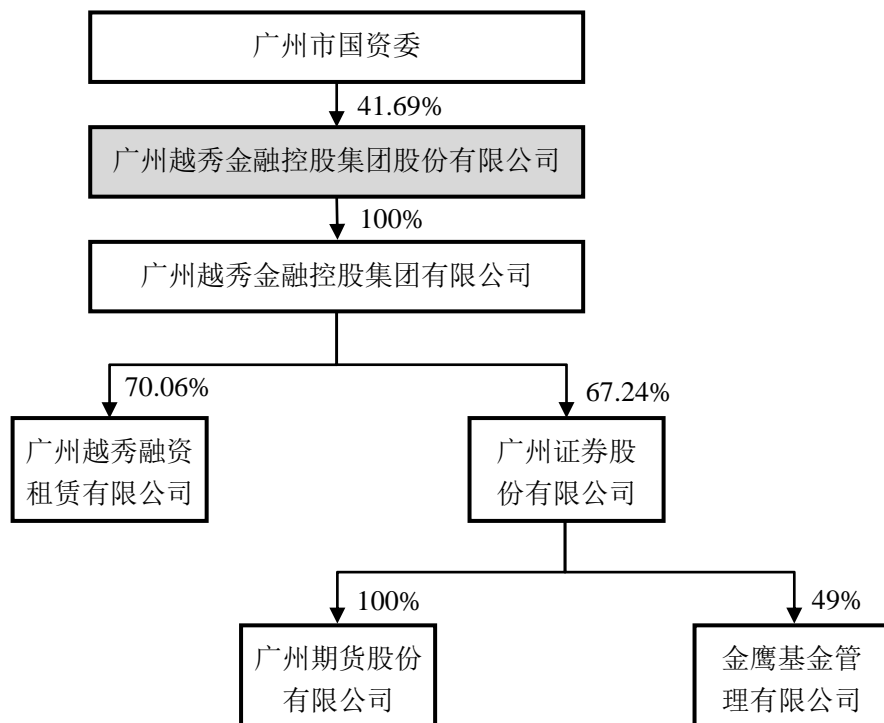 广州市国资委
41.69%
广州越秀金融控股集团股份有限公司
100%
广州越秀金融控股集团有限公司
70.06%
67.24%
广州越秀融资
租赁有限公司
广州证券股
份有限公司
100%
49%
广州期货股份
有限公司
金鹰基金管
理有限公司